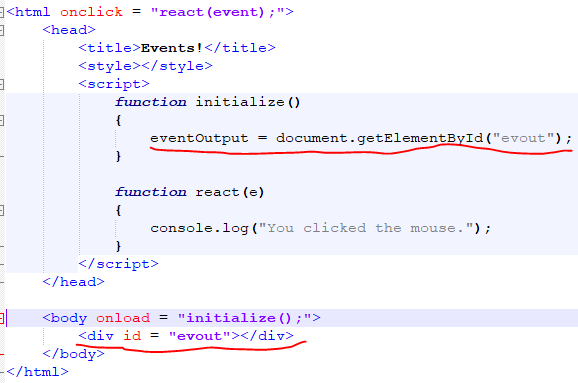 <html onclick = "react(event);">
<head>
<title>Events!</title>
<style></style>
<script>
function initialize()
{
eventOutput = document.getElementById("evout");
}
function react(e)
{
console.log("You clicked the mouse.");
}
</script>
</head>
<body onload = "initialize();">
<div id = "evout"></div>
</body>
</html>